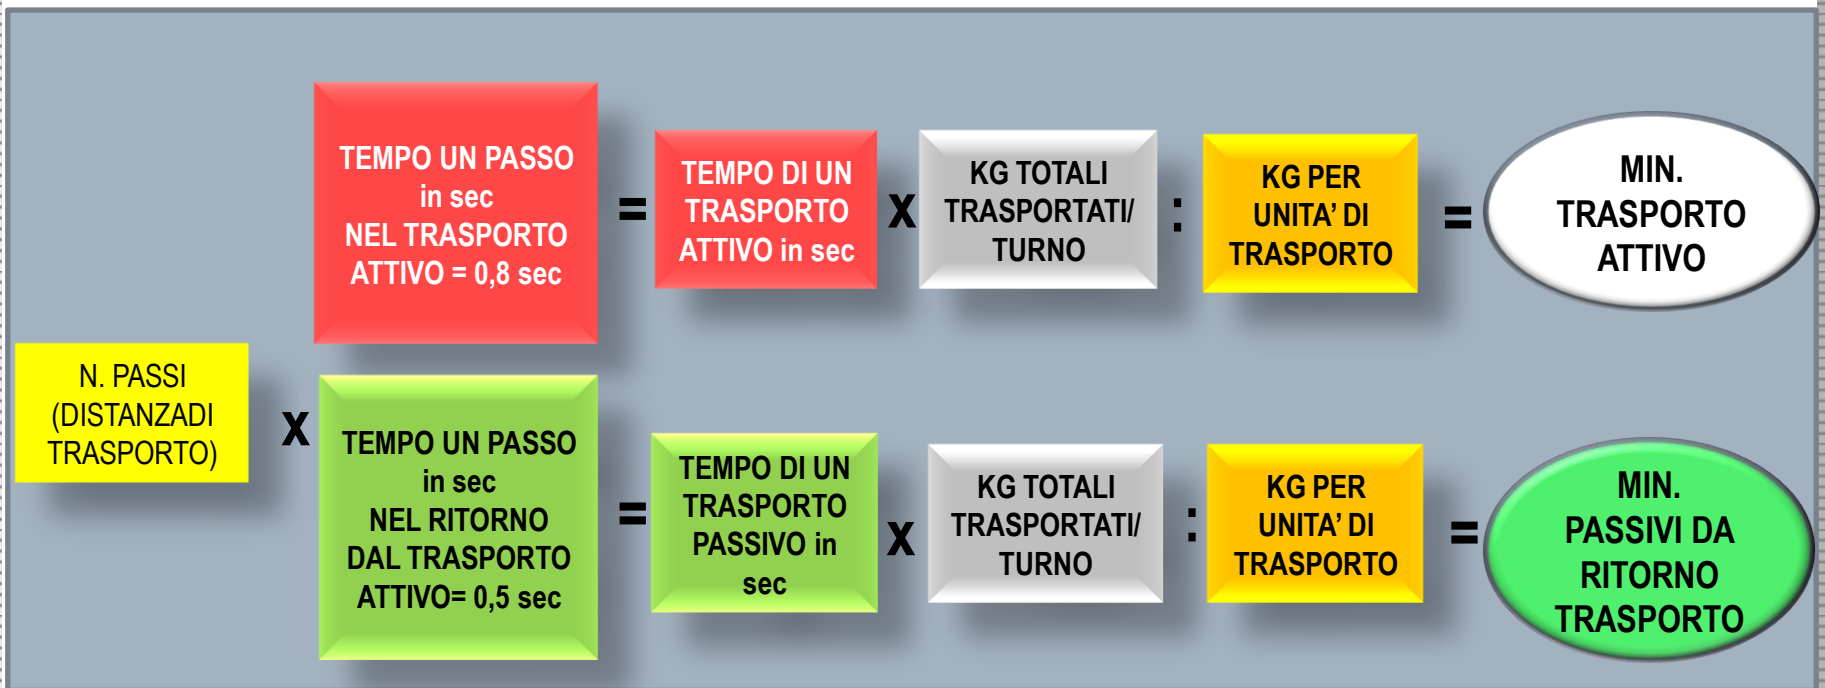 TEMPO UN PASSO
in sec
NEL TRASPORTO
ATTIVO = 0,8 sec
=
TEMPO DI UN
TRASPORTO
ATTIVO in sec
x
KG TOTALI
TRASPORTATI/
TURNO
:
KG PER
UNITA’ DI
TRASPORTO
=
MIN.
TRASPORTO
ATTIVO
N. PASSI
(DISTANZADI
TRASPORTO)
x
TEMPO UN PASSO
in sec
NEL RITORNO
DAL TRASPORTO
ATTIVO= 0,5 sec
=
TEMPO DI UN
TRASPORTO
PASSIVO in
sec
x
KG TOTALI
TRASPORTATI/
TURNO
:
KG PER
UNITA’ DI
TRASPORTO
=
MIN.
PASSIVI DA
RITORNO
TRASPORTO